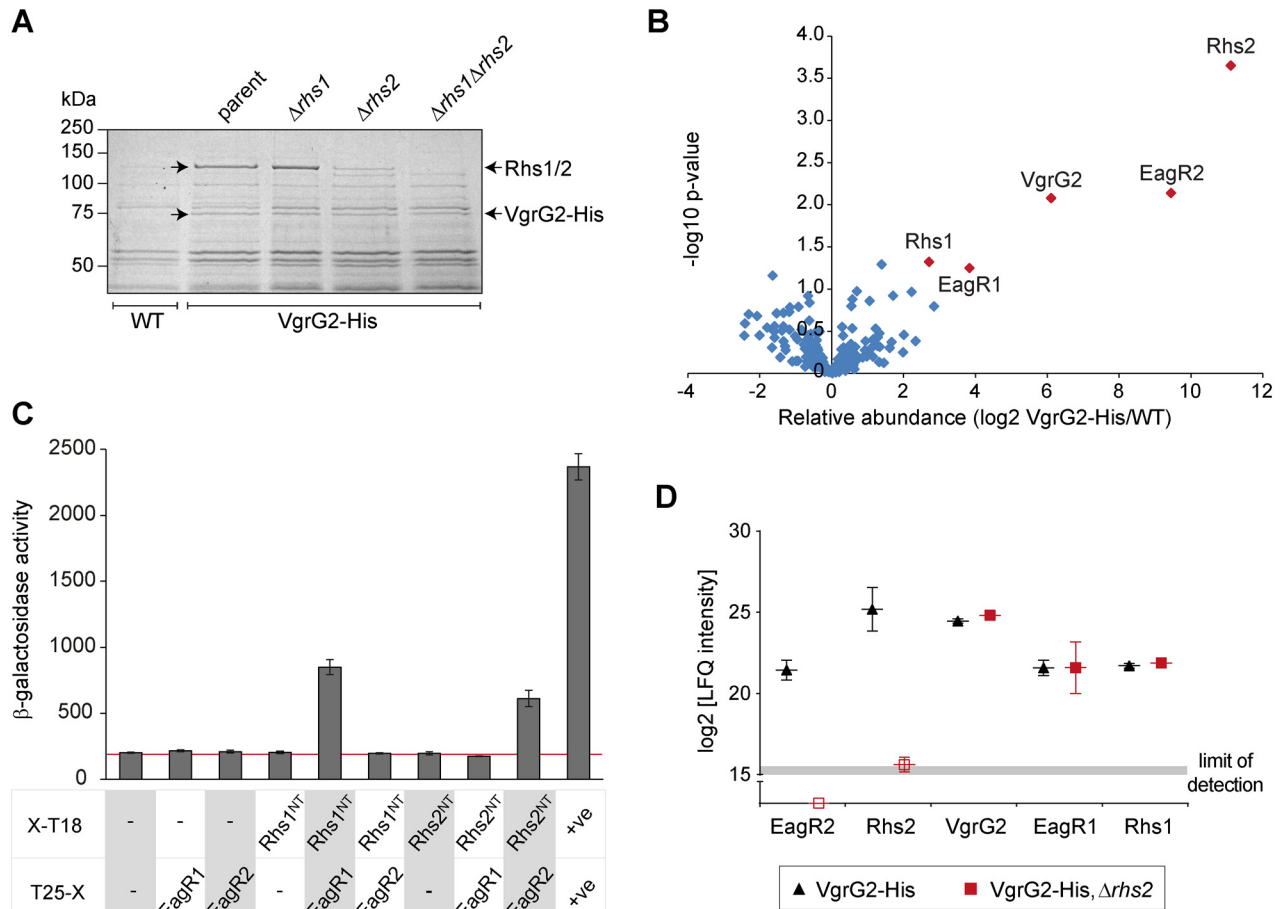 A
kDa
parent
Δrhs1
Δrhs2
Δrhs1Δrhs2
250
150
100
75
50
Rhs1/2
VgrG2-His
WT
VgrG2-His
B
-log10 p-value
4.0
3.5
3.0
2.5
2.0
1.5
1.0
0.5
0
Rhs2
EagR2
VgrG2
Rhs1
EagR1
-4 -2 0 2 4 6 8 10 12
Relative abundance (log2 VgrG2-His/WT)
C
β-galactosidase activity
2500
2000
1500
1000
500
0
X-T18 - - - Rhs1NT Rhs1NT Rhs1NT Rhs2NT Rhs2NT Rhs2NT +ve
T25-X - EagR1 EagR2 - EagR1 EagR2 - EagR1 EagR2 +ve
D
log2 [LFQ intensity]
30
25
20
15
limit of
detection
EagR2 Rhs2 VgrG2 EagR1 Rhs1
VgrG2-His VgrG2-His, Δrhs2